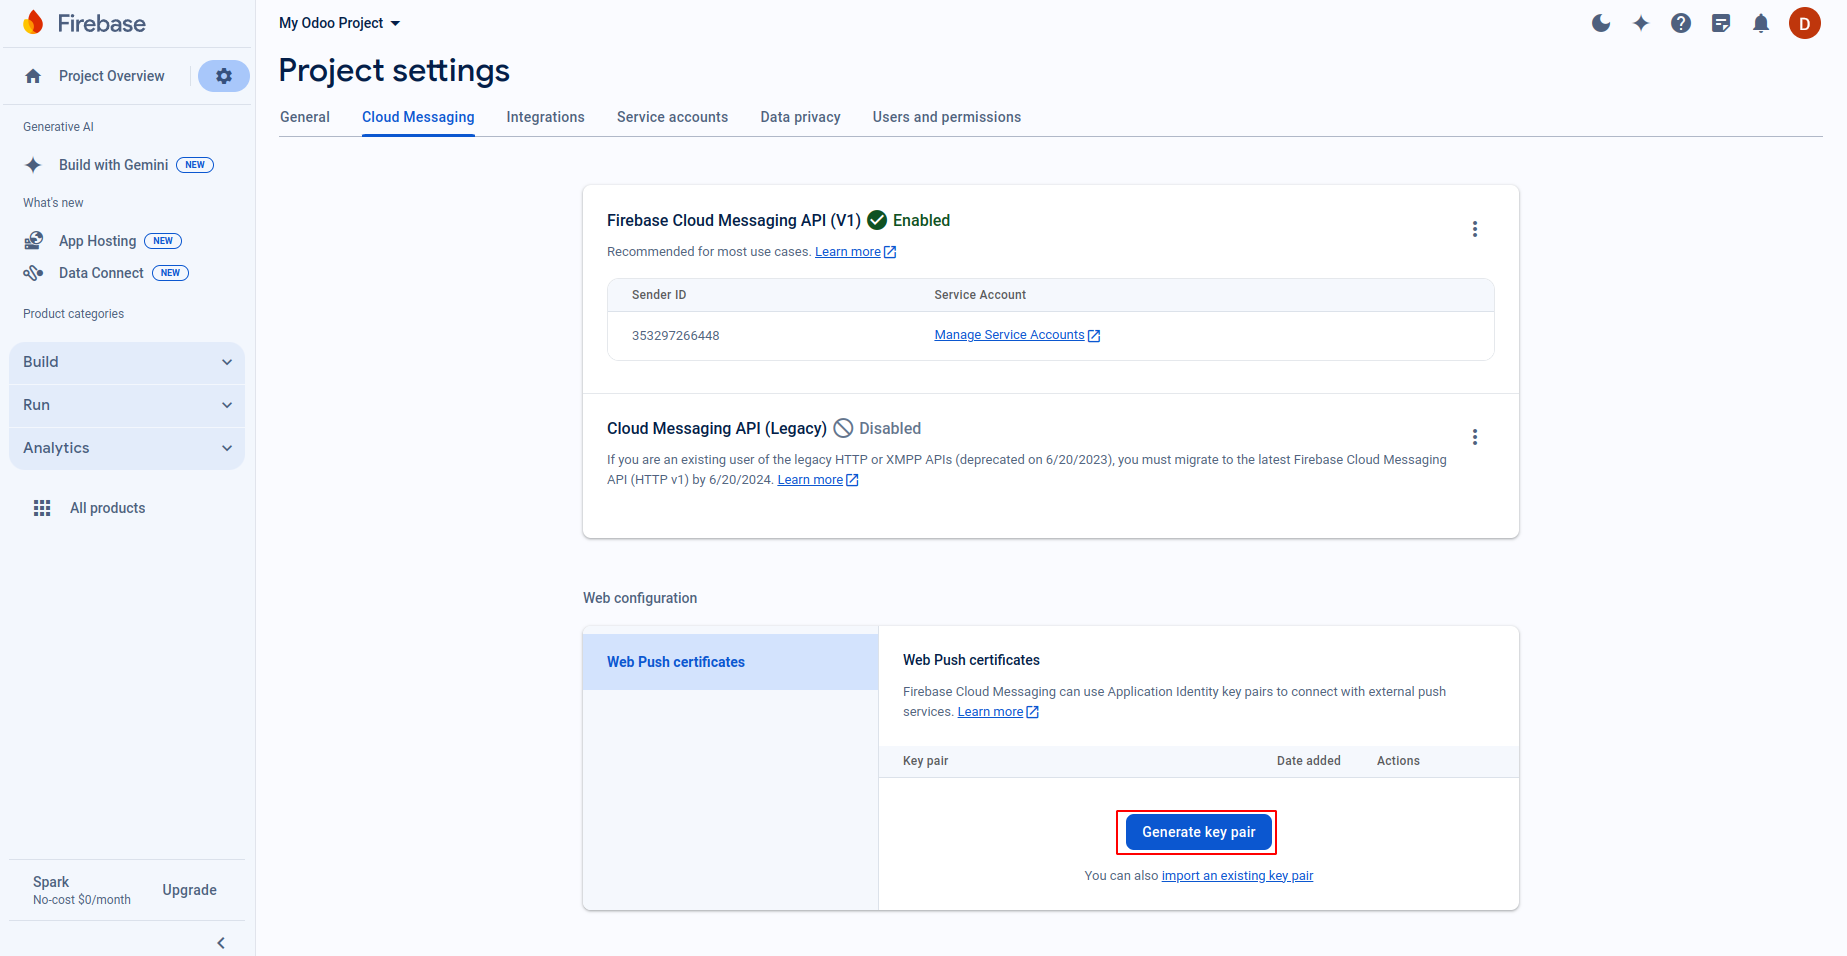 Firebase
My Odoo Project
D
Project Overview
Project settings
General
Cloud Messaging
Integrations
Service accounts
Data privacy
Users and permissions
Generative AI
Build with Gemini NEW
What's new
App Hosting NEW
Data Connect NEW
Product categories
Build
Run
Analytics
All products
Spark
No-cost $0/month
Upgrade
Firebase Cloud Messaging API (V1) Enabled
Recommended for most use cases. Learn more
Sender ID
Service Account
353297266448
Manage Service Accounts
Cloud Messaging API (Legacy) Disabled
If you are an existing user of the legacy HTTP or XMPP APIs (deprecated on 6/20/2023), you must migrate to the latest Firebase Cloud Messaging
API (HTTP v1) by 6/20/2024. Learn more
Web configuration
Web Push certificates
Web Push certificates
Firebase Cloud Messaging can use Application Identity key pairs to connect with external push
services. Learn more
Key pair
Date added
Actions
Generate key pair
You can also import an existing key pair